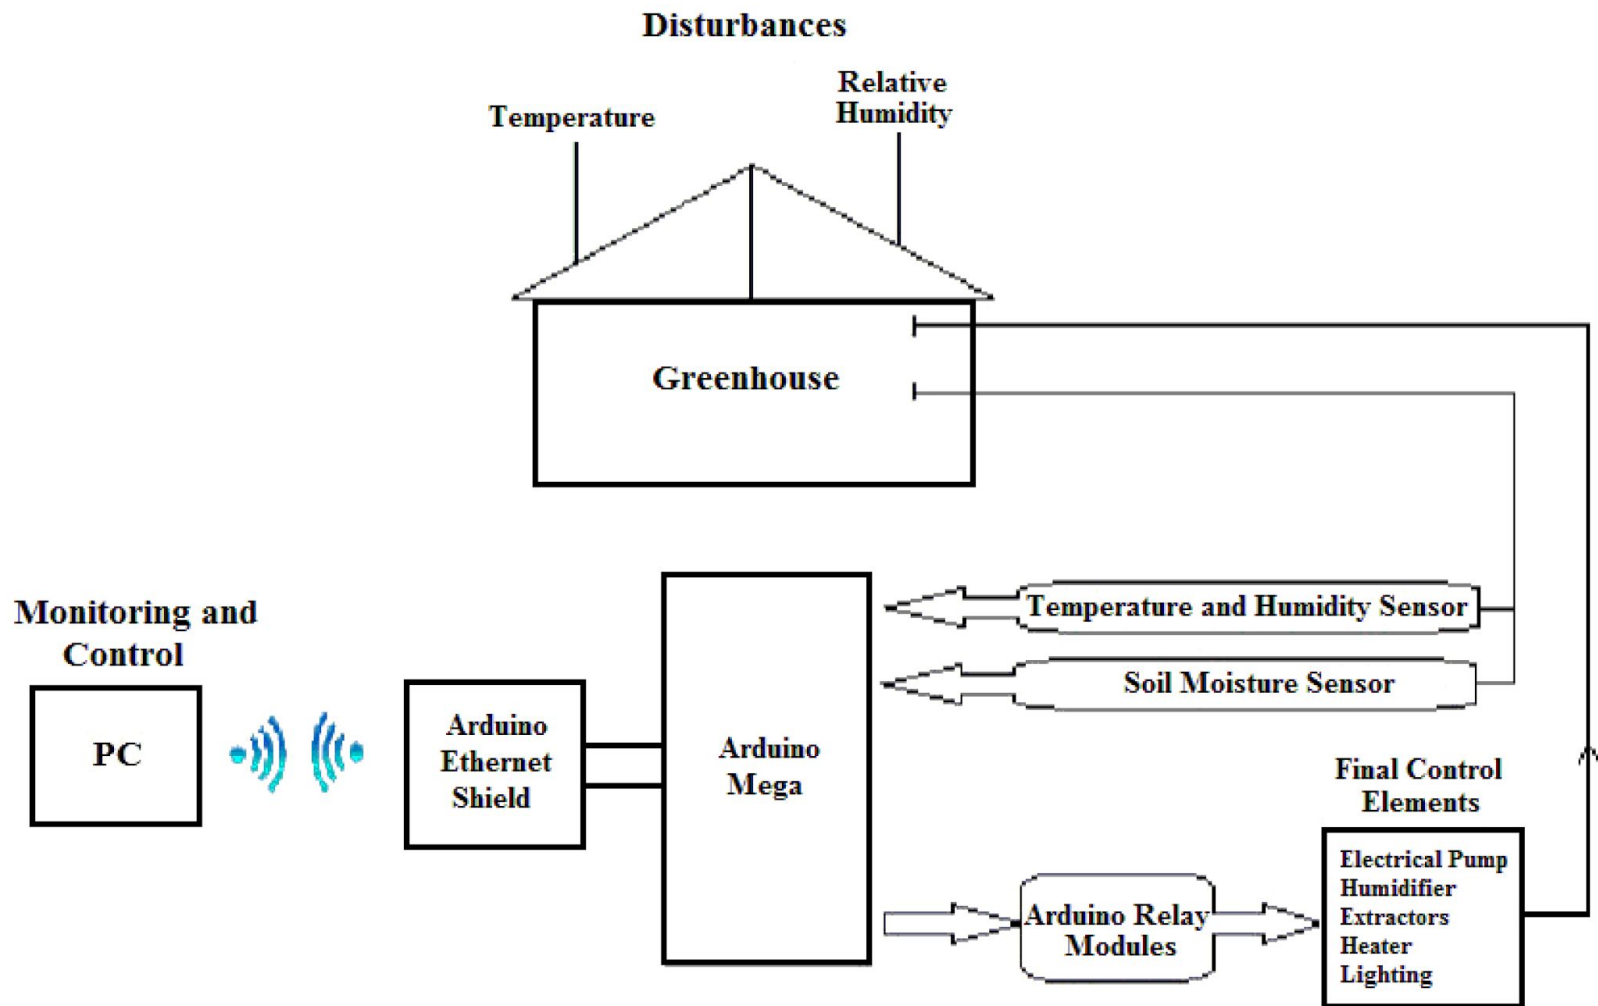 Disturbances
Temperature
Relative
Humidity
Greenhouse
Monitoring and
Control
PC
Arduino
Ethernet
Shield
Arduino
Mega
Temperature and Humidity Sensor
Soil Moisture Sensor
Arduino Relay
Modules
Final Control
Elements
Electrical Pump
Humidifier
Extractors
Heater
Lighting